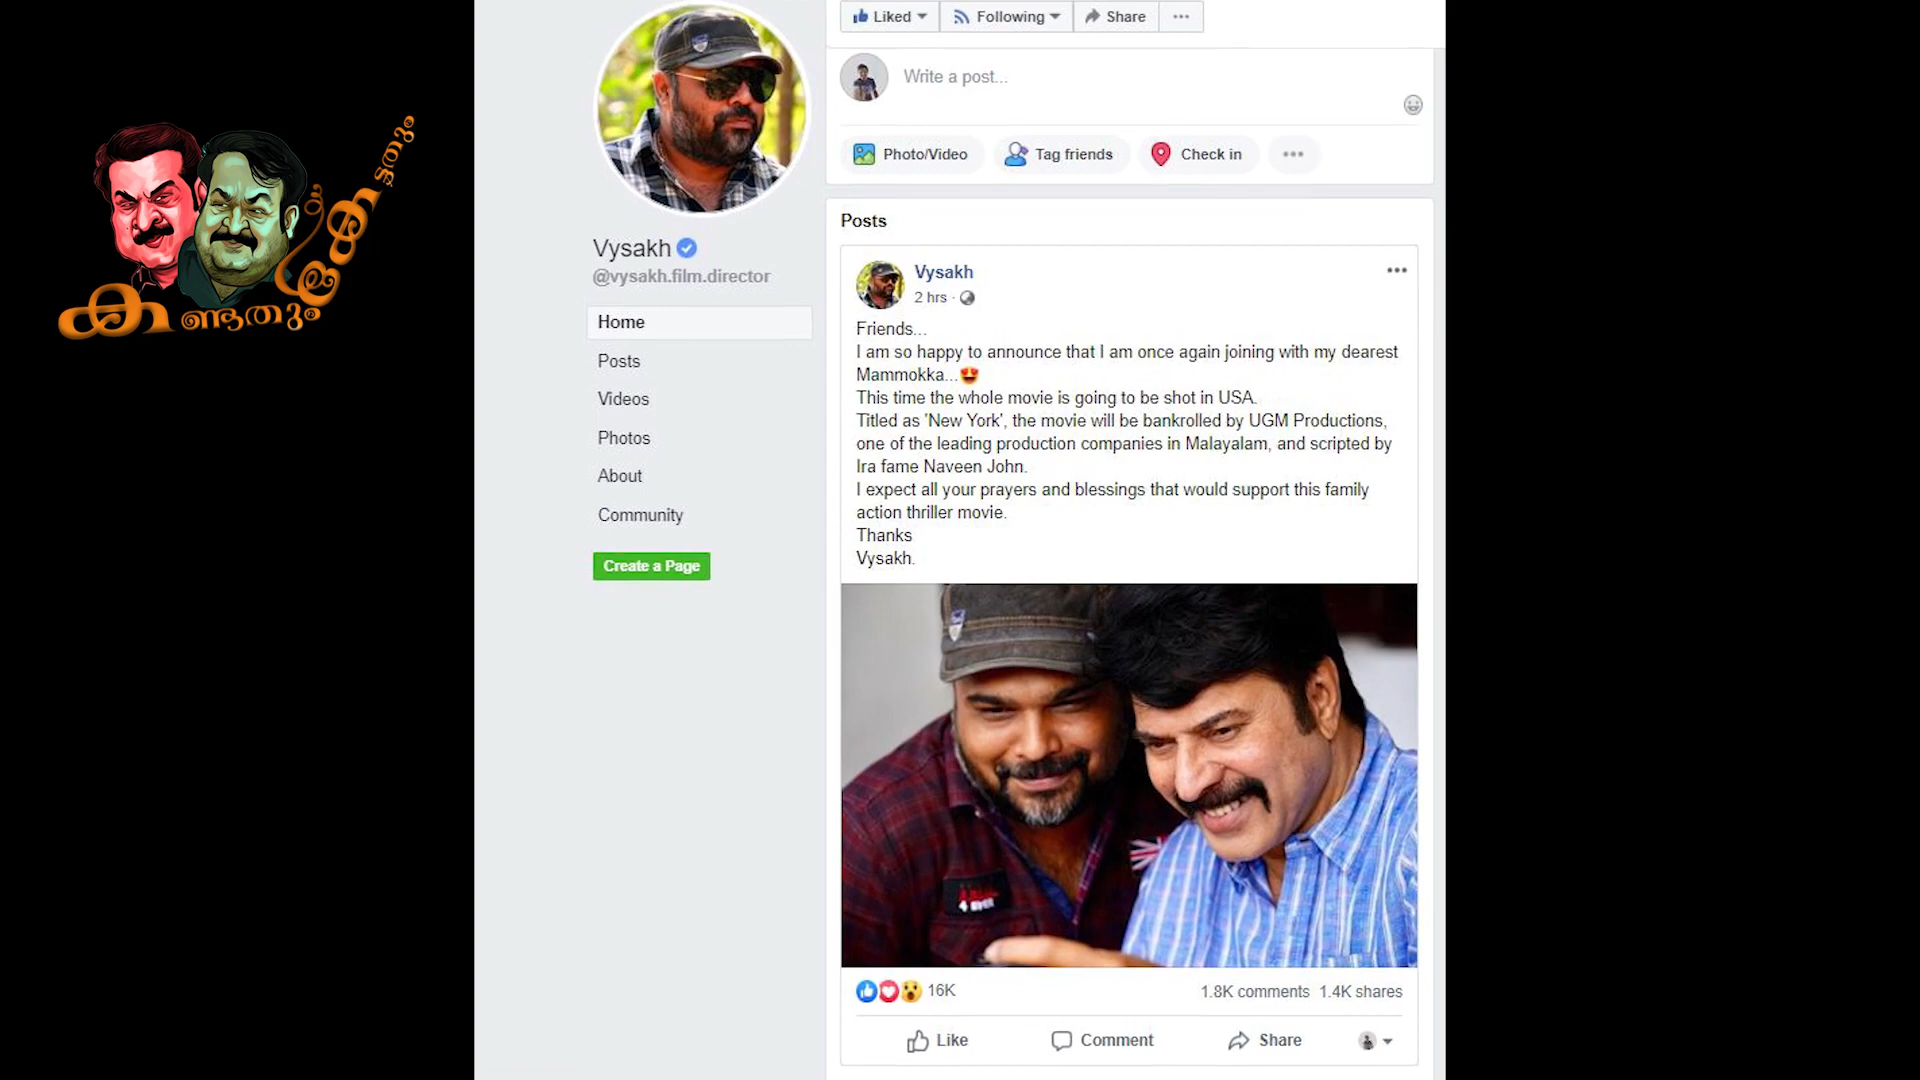 കണ്ടതും
കേട്ടതും
Liked
Following
Share
Write a post...
Photo/Video
Tag friends
Check in
Vysakh
@vysakh.film.director
Home
Posts
Videos
Photos
About
Community
Create a Page
Posts
Vysakh
2 hrs ·
Friends...
I am so happy to announce that I am once again joining with my dearest
Mammokka...😍
This time the whole movie is going to be shot in USA.
Titled as 'New York', the movie will be bankrolled by UGM Productions,
one of the leading production companies in Malayalam, and scripted by
Ira fame Naveen John.
I expect all your prayers and blessings that would support this family
action thriller movie.
Thanks
Vysakh.
16K
1.8K comments 1.4K shares
Like
Comment
Share